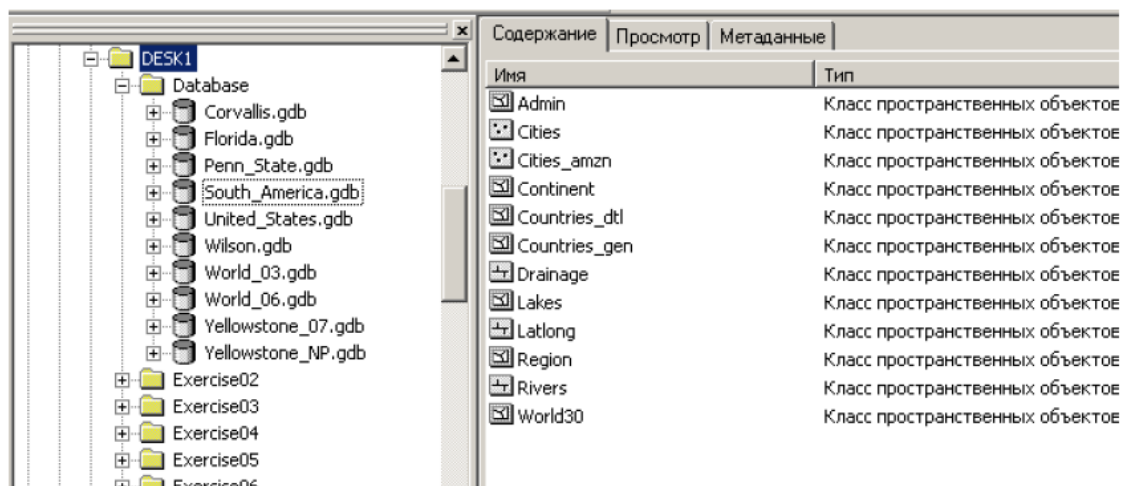 DESK1
Database
Corvallis.gdb
Florida.gdb
Penn_State.gdb
South_America.gdb
United_States.gdb
Wilson.gdb
World_03.gdb
World_06.gdb
Yellowstone_07.gdb
Yellowstone_NP.gdb
Exercise02
Exercise03
Exercise04
Exercise05
Exercise06
Содержание Просмотр Метаданные
Имя Тип
Admin Класс пространственных объектов
Cities Класс пространственных объектов
Cities_amzn Класс пространственных объектов
Continent Класс пространственных объектов
Countries_dtl Класс пространственных объектов
Countries_gen Класс пространственных объектов
Drainage Класс пространственных объектов
Lakes Класс пространственных объектов
Latlong Класс пространственных объектов
Region Класс пространственных объектов
Rivers Класс пространственных объектов
World30 Класс пространственных объектов